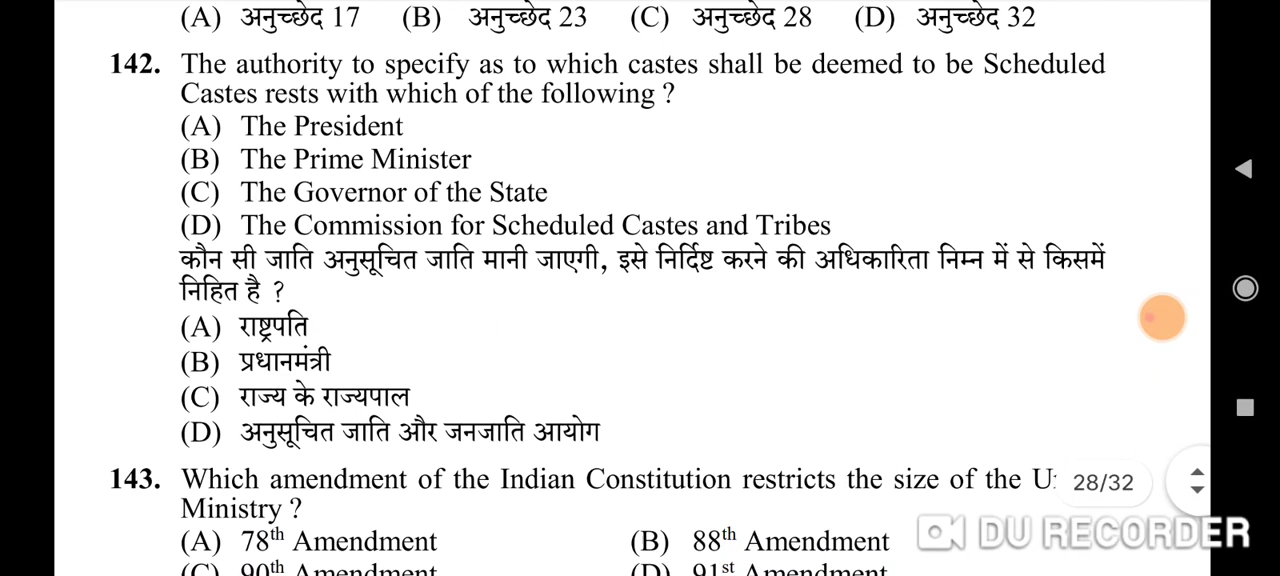 (A) अनुच्छेद 17 (B) अनुच्छेद 23 (C) अनुच्छेद 28 (D) अनुच्छेद 32
142. The authority to specify as to which castes shall be deemed to be Scheduled
Castes rests with which of the following ?
(A) The President
(B) The Prime Minister
(C) The Governor of the State
(D) The Commission for Scheduled Castes and Tribes
कौन सी जाति अनुसूचित जाति मानी जाएगी, इसे निर्दिष्ट करने की अधिकारिता निम्न में से किसमें
निहित है ?
(A) राष्ट्रपति
(B) प्रधानमंत्री
(C) राज्य के राज्यपाल
(D) अनुसूचित जाति और जनजाति आयोग
143. Which amendment of the Indian Constitution restricts the size of the
28/32
Ministry ?
DU RECORDER
(A) 78th Amendment (B) 88th Amendment
(C) 90th Amendment (D) 91st Amendment